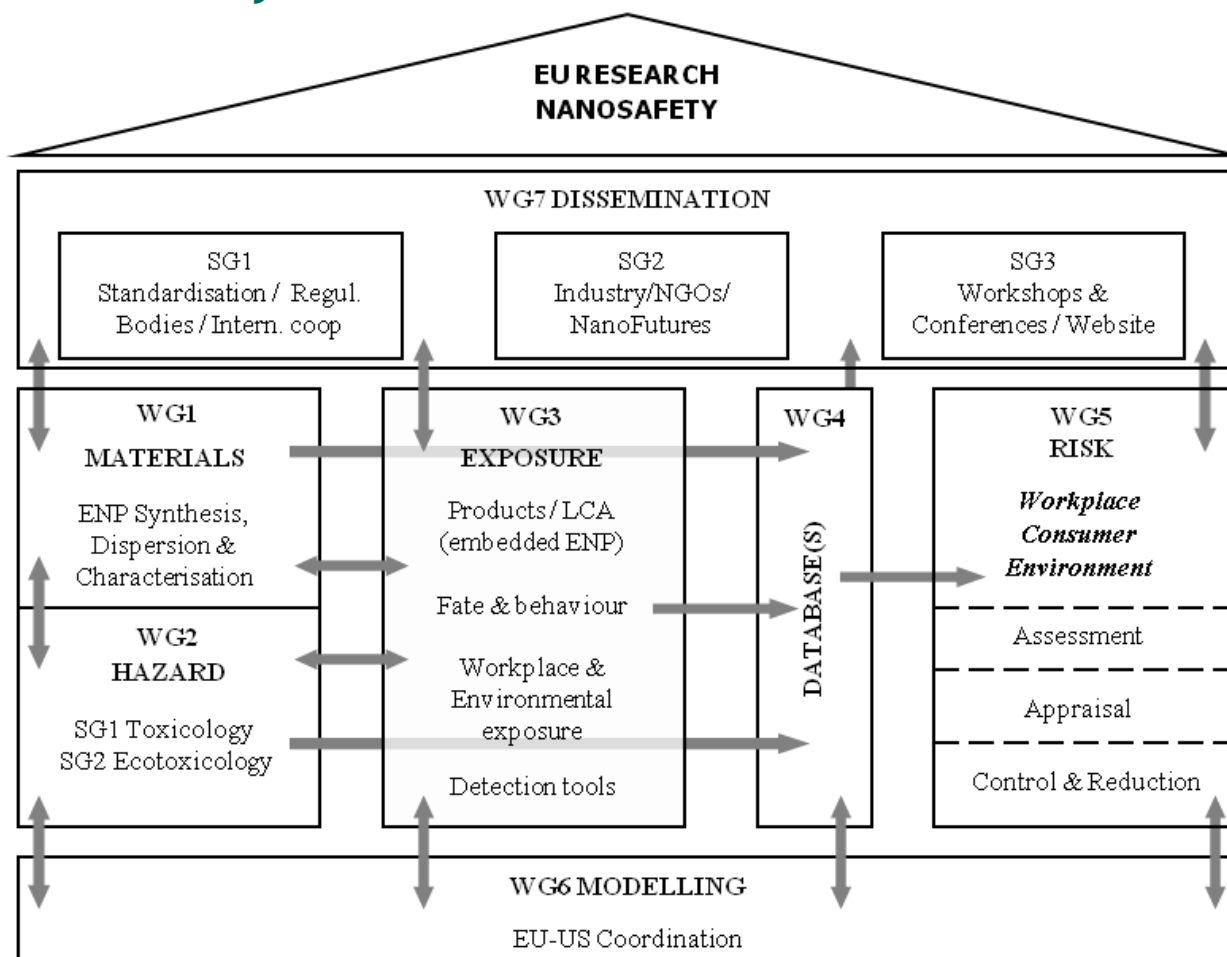 EU RESEARCH
NANOSAFETY
WG7 DISSEMINATION
SG1
Standardisation / Regul.
Bodies / Intern. coop
SG2
Industry/NGOs/
NanoFutures
SG3
Workshops &
Conferences / Website
WG1
MATERIALS
ENP Synthesis,
Dispersion &
Characterisation
WG2
HAZARD
SG1 Toxicology
SG2 Ecotoxicology
WG3
EXPOSURE
Products / LCA
(embedded ENP)
Fate & behaviour
Workplace &
Environmental
exposure
Detection tools
WG4
DATABASE(S)
WG5
RISK
Workplace
Consumer
Environment
Assessment
Appraisal
Control & Reduction
WG6 MODELLING
EU-US Coordination